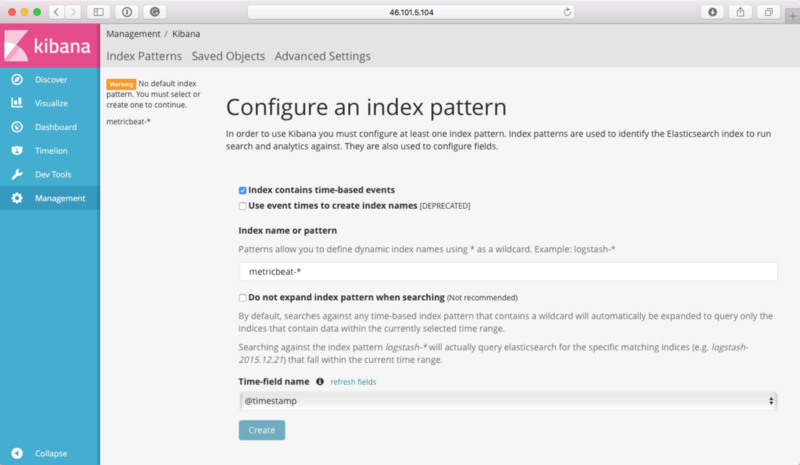 46.101.5.104
kibana
Discover
Visualize
Dashboard
Timelion
Dev Tools
Management
Collapse
Management / Kibana
Index Patterns Saved Objects Advanced Settings
Warning No default index
pattern. You must select or
create one to continue.
metricbeat-*
Configure an index pattern
In order to use Kibana you must configure at least one index pattern. Index patterns are used to identify the Elasticsearch index to run
search and analytics against. They are also used to configure fields.
Index contains time-based events
Use event times to create index names [DEPRECATED]
Index name or pattern
Patterns allow you to define dynamic index names using * as a wildcard. Example: logstash-*
metricbeat-*
Do not expand index pattern when searching (Not recommended)
By default, searches against any time-based index pattern that contains a wildcard will automatically be expanded to query only the
indices that contain data within the currently selected time range.
Searching against the index pattern logstash-* will actually query elasticsearch for the specific matching indices (e.g. logstash-
2015.12.21) that fall within the current time range.
Time-field name refresh fields
@timestamp
Create